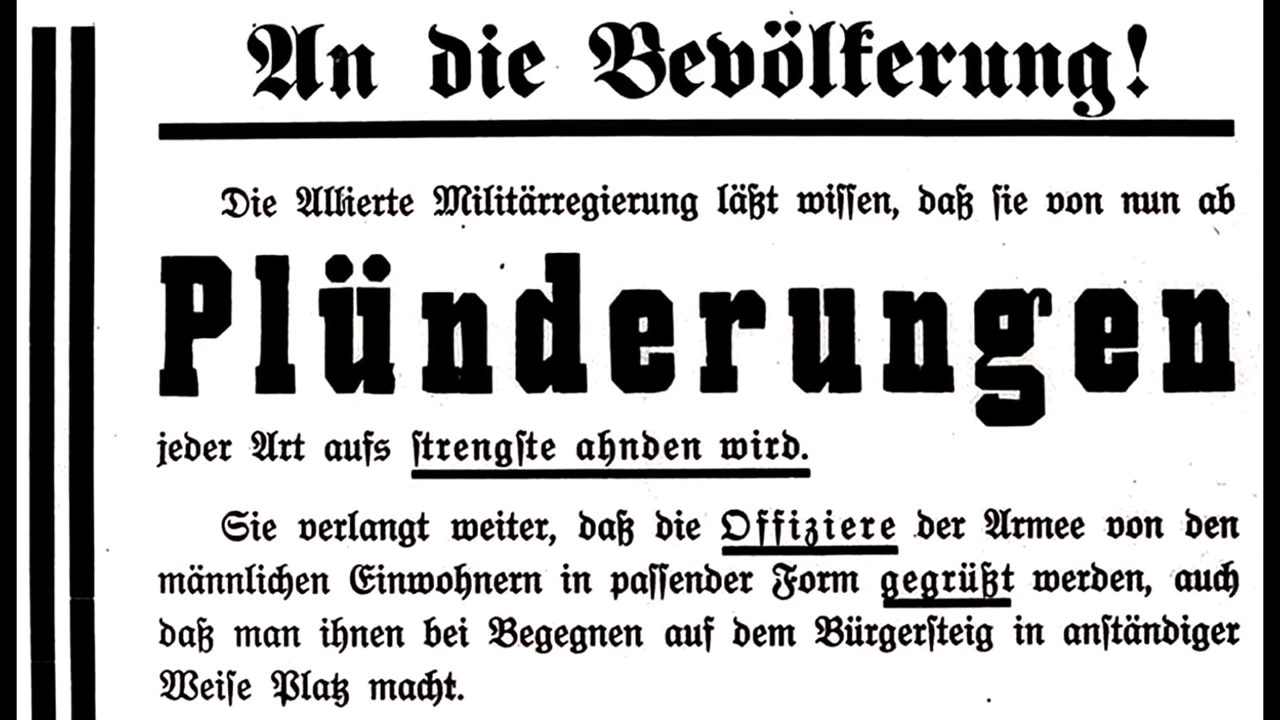 An die Bevölkerung!
Die Alliierte Militärregierung läßt wissen, daß sie von nun ab
Plünderungen
jeder Art aufs strengste ahnden wird.
Sie verlangt weiter, daß die Offiziere der Armee von den
männlichen Einwohnern in passender Form gegrüßt werden, auch
daß man ihnen bei Begegnen auf dem Bürgersteig in anständiger
Weise Platz macht.